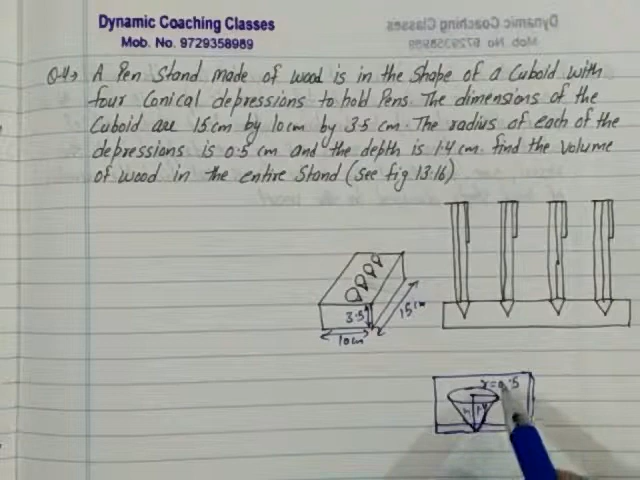 Dynamic Coaching Classes
Mob. No. 9729358989
Q.4→ A Pen Stand made of wood is in the Shape of a Cuboid with
four Conical depressions to hold Pens. The dimensions of the
Cuboid are 15cm by 10cm by 3.5 cm. The radius of each of the
depressions is 0.5 cm and the depth is 1.4 cm. find the Volume
of wood in the entire Stand (See fig 13.16)
3.5
15cm
10cm
r=0.5